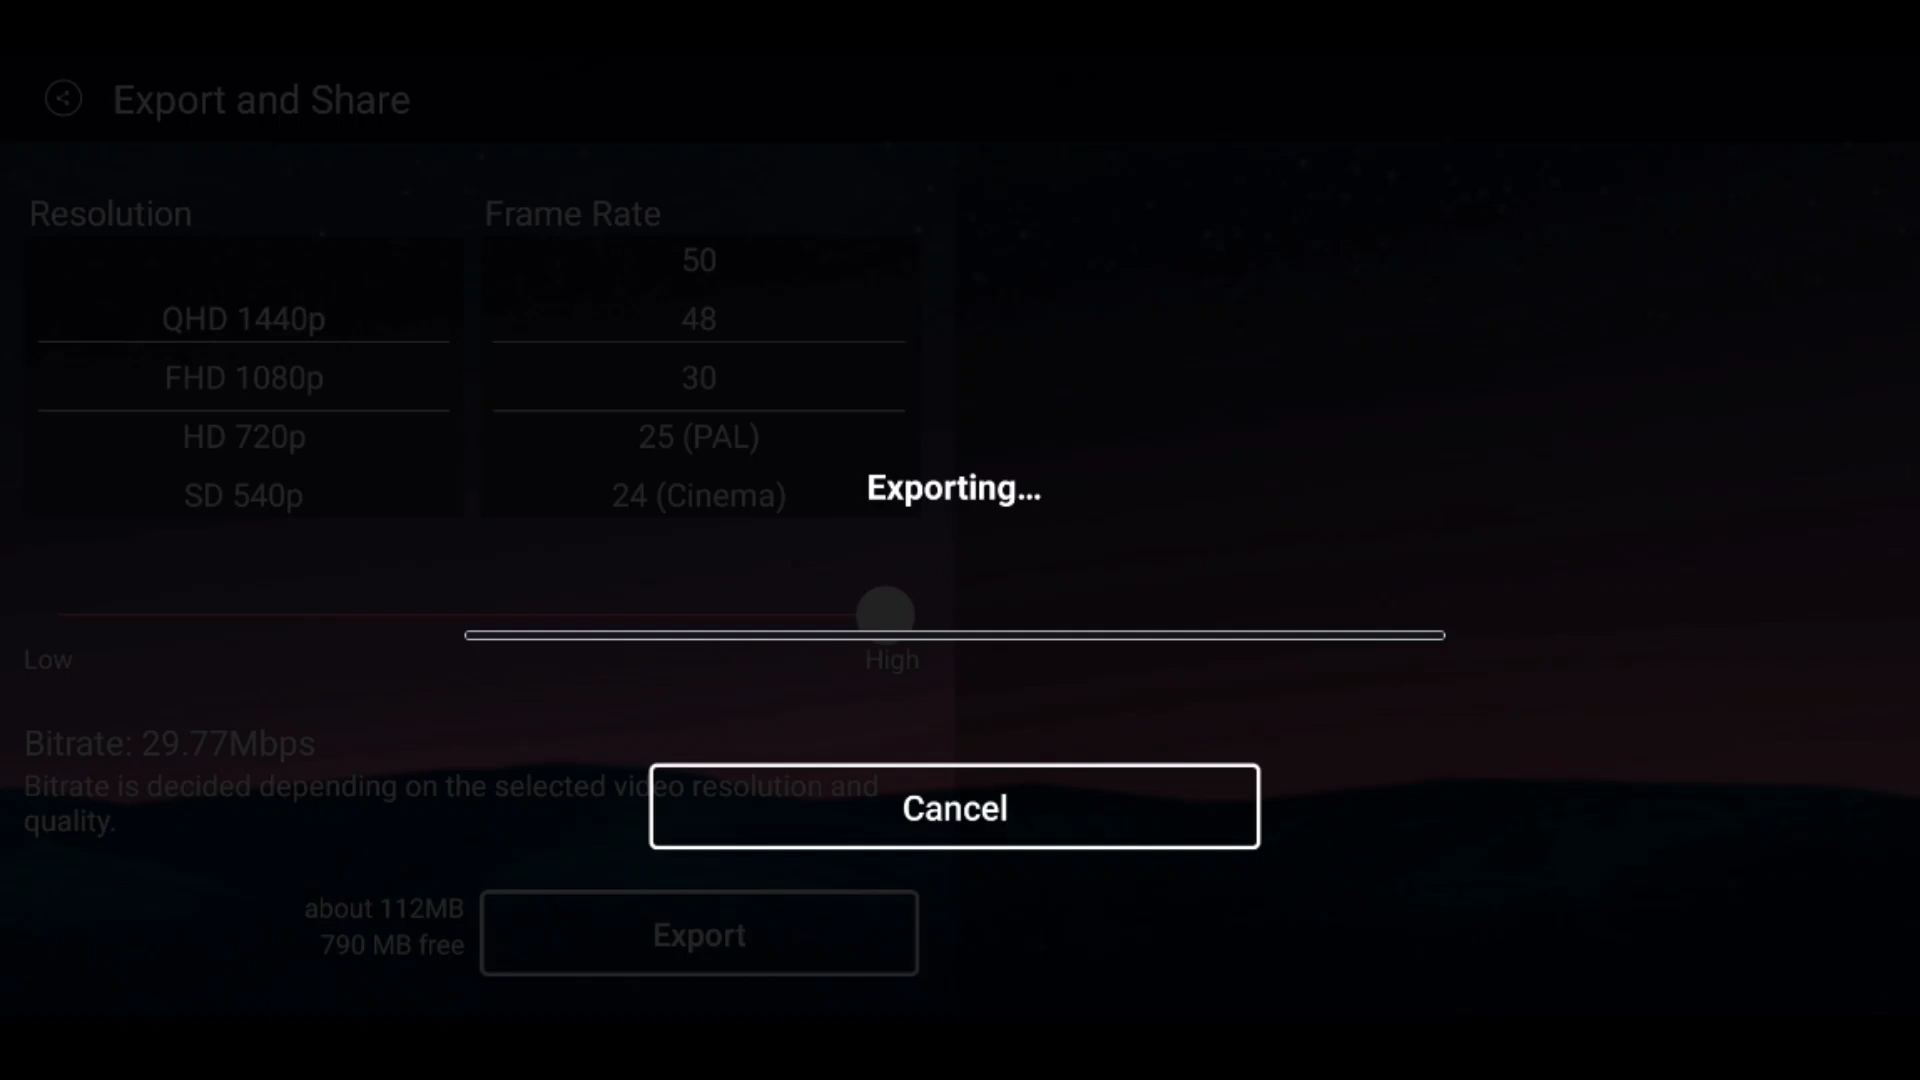 Export and Share
Resolution
Frame Rate
50
QHD 1440p
48
FHD 1080p
30
HD 720p
25 (PAL)
SD 540p
24 (Cinema)
Exporting...
Low
High
Bitrate: 29.77Mbps
Bitrate is decided depending on the selected video resolution and
quality.
Cancel
about 112MB
790 MB free
Export